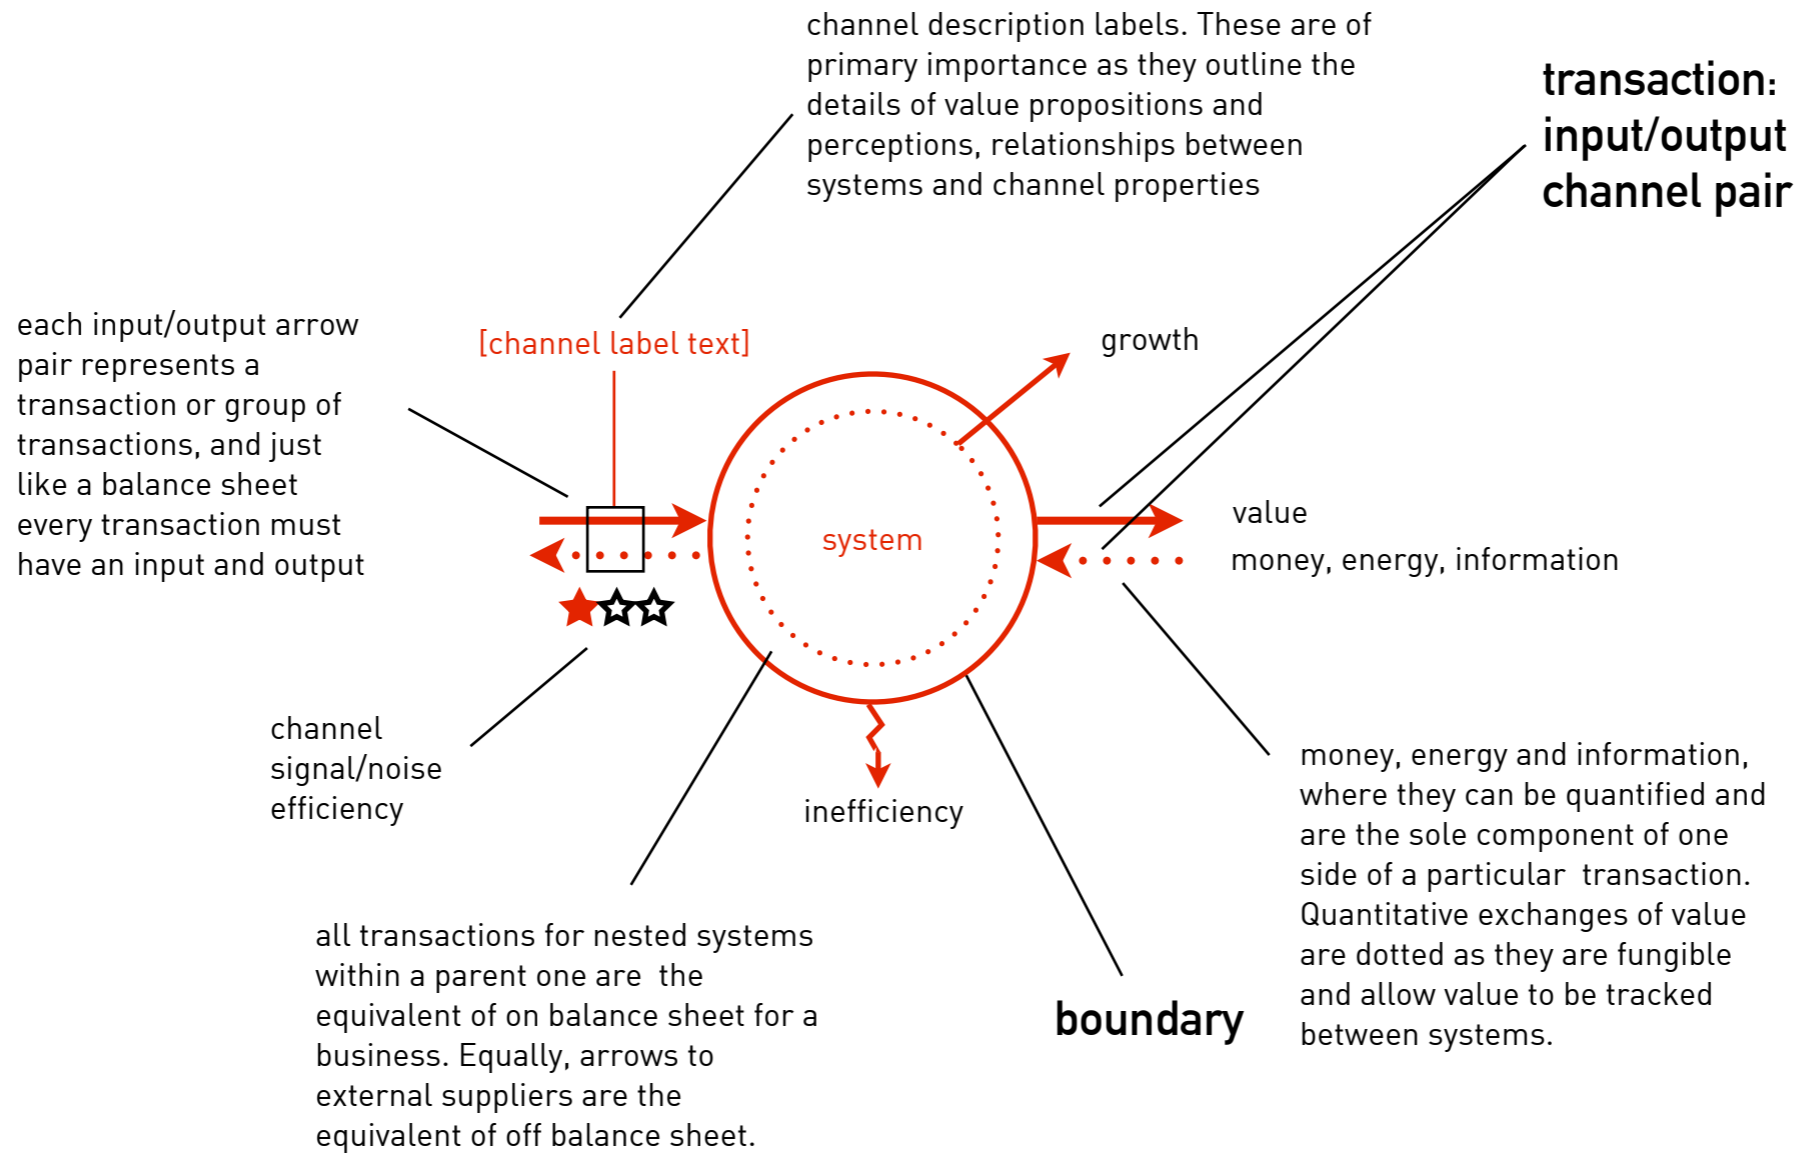 channel description labels. These are of
primary importance as they outline the
details of value propositions and
perceptions, relationships between
systems and channel properties
transaction:
input/output
channel pair
each input/output arrow
pair represents a
transaction or group of
transactions, and just
like a balance sheet
every transaction must
have an input and output
[channel label text]
growth
system
value
money, energy, information
channel
signal/noise
efficiency
inefficiency
money, energy and information,
where they can be quantified and
are the sole component of one
side of a particular  transaction.
Quantitative exchanges of value
are dotted as they are fungible
and allow value to be tracked
between systems.
all transactions for nested systems
within a parent one are  the
equivalent of on balance sheet for a
business. Equally, arrows to
external suppliers are the
equivalent of off balance sheet.
boundary